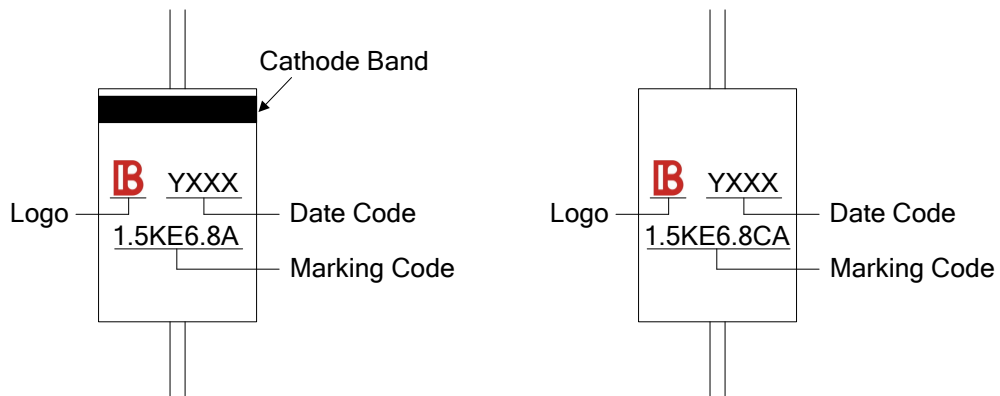 Cathode Band
B YXXX
Logo Date Code
1.5KE6.8A
Marking Code
B YXXX
Logo Date Code
1.5KE6.8CA
Marking Code